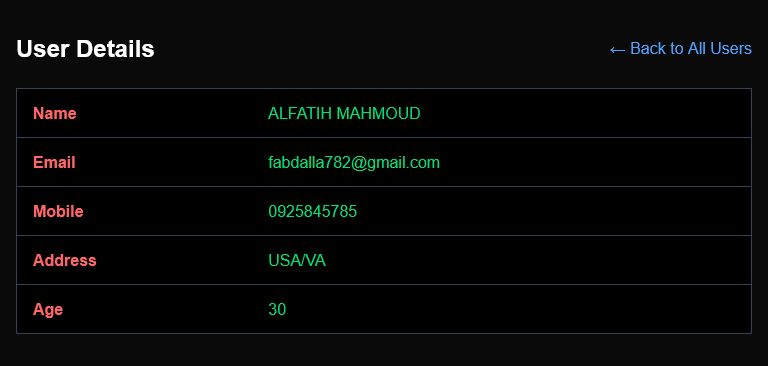 User Details
← Back to All Users
Name ALFATIH MAHMOUD
Email fabdalla782@gmail.com
Mobile 0925845785
Address USA/VA
Age 30